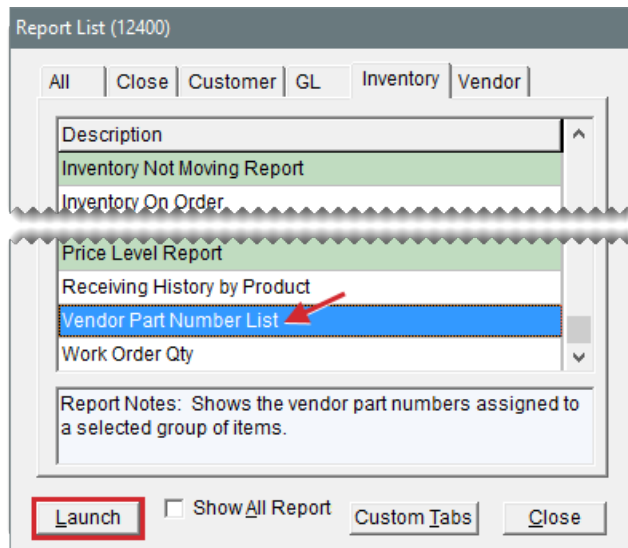 Report List (12400)
All Close Customer GL Inventory Vendor
Description
Inventory Not Moving Report
Inventory On Order
Price Level Report
Receiving History by Product
Vendor Part Number List
Work Order Qty
Report Notes:  Shows the vendor part numbers assigned to
a selected group of items.
Launch Show All Report Custom Tabs Close